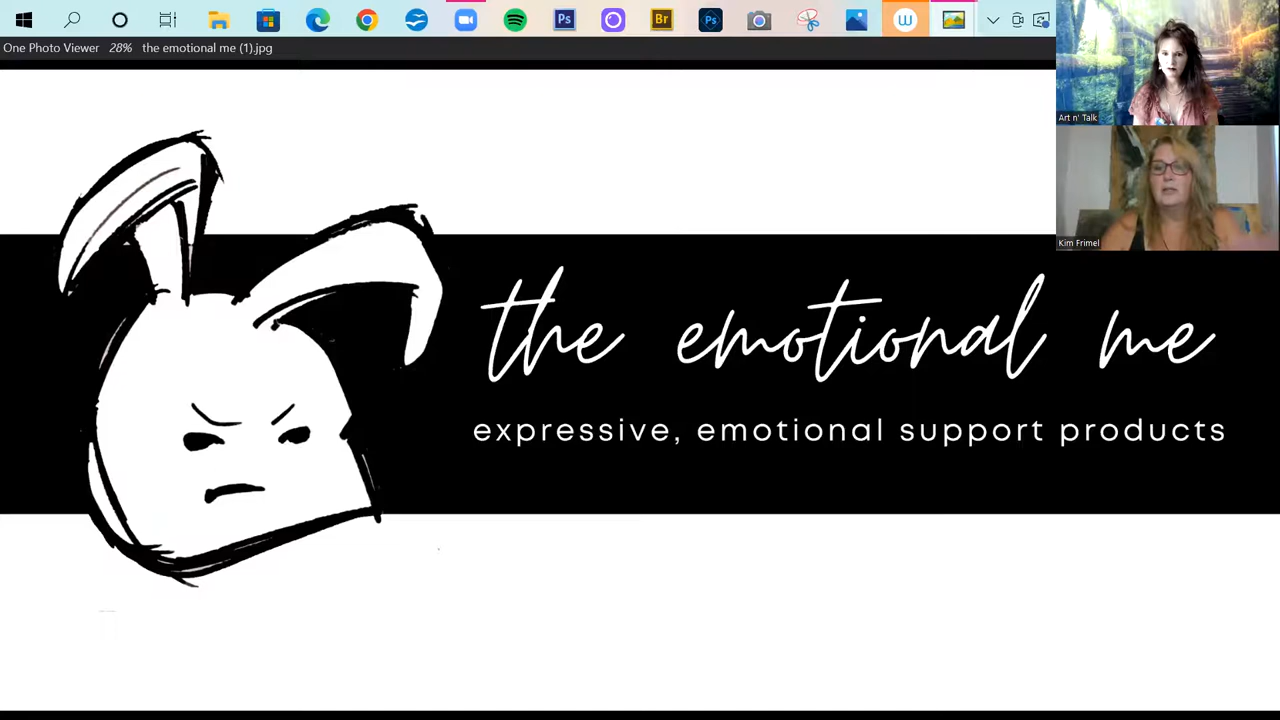 One Photo Viewer 28% the emotional me (1).jpg
Art n' Talk
Kim Frimel
the emotional me
expressive, emotional support products